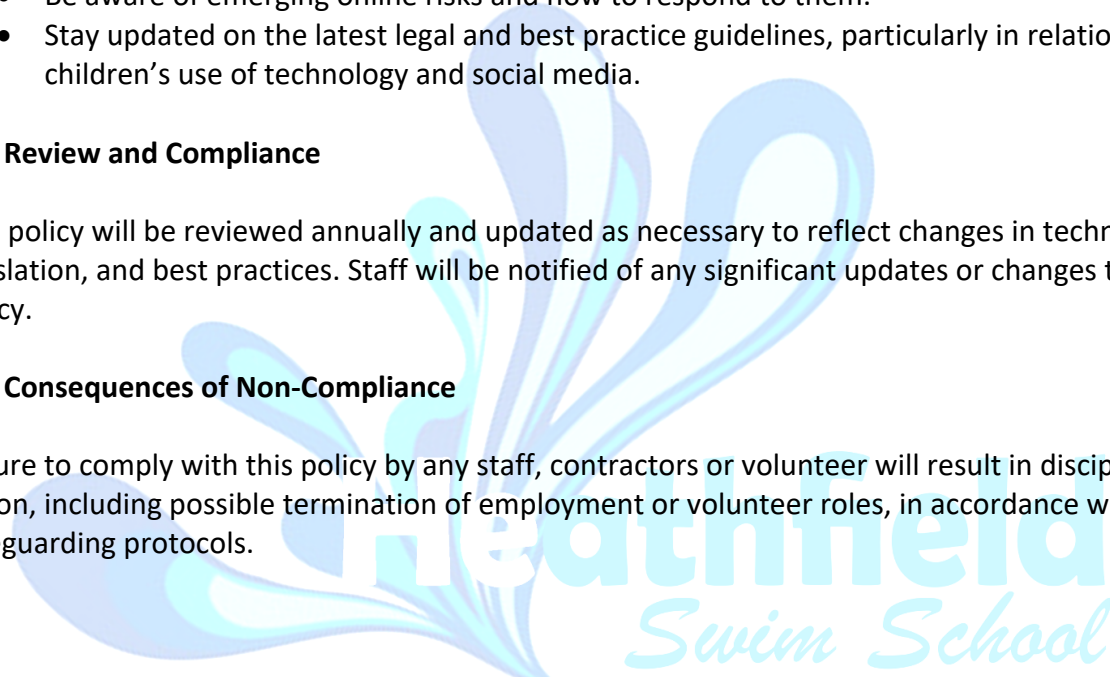 Be aware of emerging online risks and how to respond to them.
• Stay updated on the latest legal and best practice guidelines, particularly in relatio
children's use of technology and social media.
Review and Compliance
policy will be reviewed annually and updated as necessary to reflect changes in techn
slation, and best practices. Staff will be notified of any significant updates or changes t
cy.
Consequences of Non-Compliance
ure to comply with this policy by any staff, contractors or volunteer will result in discip
on, including possible termination of employment or volunteer roles, in accordance w
eguarding protocols.
Heathfield
Swim School